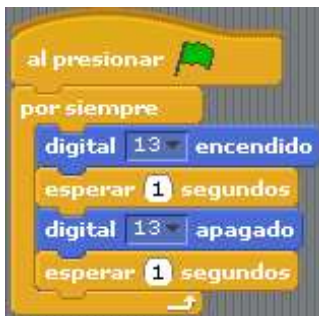 al presionar
por siempre
digital 13 encendido
esperar 1 segundos
digital 13 apagado
esperar 1 segundos